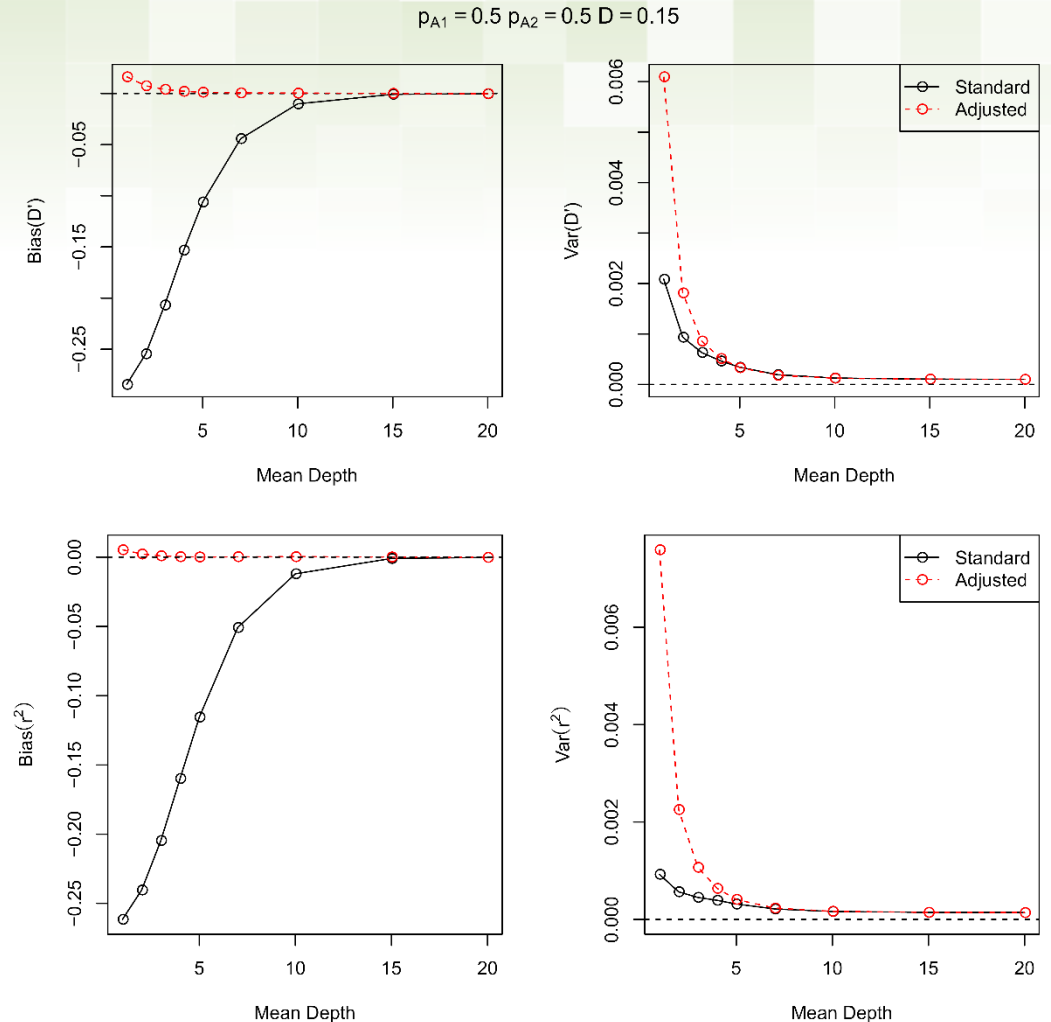 p_A1 = 0.5 p_A2 = 0.5 D = 0.15
Bias(D')
−0.05
−0.15
−0.25
5 10 15 20
Mean Depth
Var(D')
0.006
0.004
0.002
0.000
5 10 15 20
Mean Depth
Standard
Adjusted
Bias(r²)
0.00
−0.05
−0.10
−0.15
−0.20
−0.25
5 10 15 20
Mean Depth
Var(r²)
0.006
0.004
0.002
0.000
5 10 15 20
Mean Depth
Standard
Adjusted